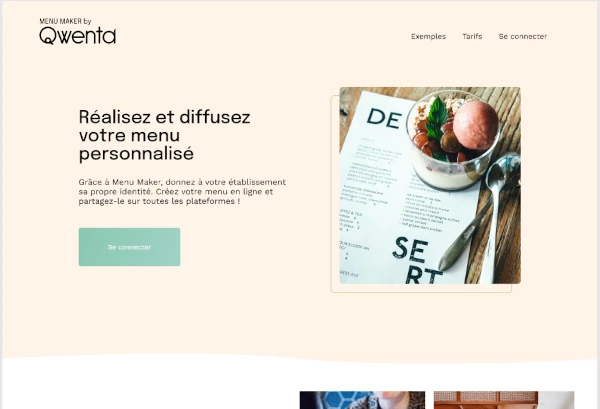 MENU MAKER by
Qwenta
Exemples Tarifs Se connecter
Réalisez et diffusez
votre menu
personnalisé
Grâce à Menu Maker, donnez à votre établissement
sa propre identité. Créez votre menu en ligne et
partagez-le sur toutes les plateformes !
Se connecter
DE
SE
RT